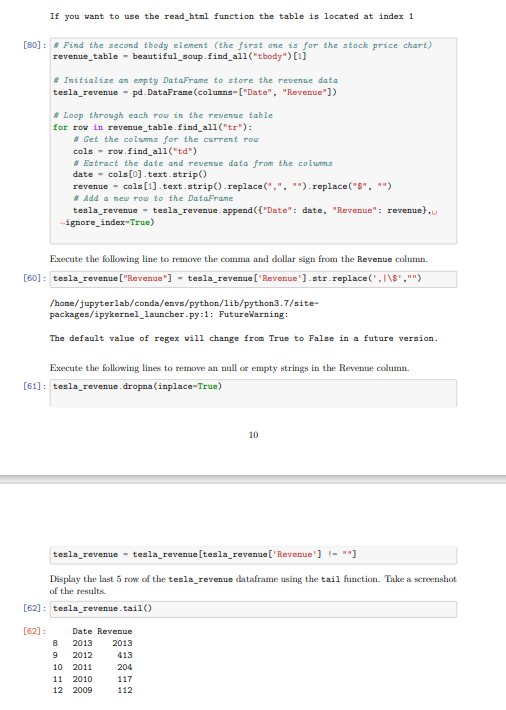 If you want to use the read_html function the table is located at index 1
[80]: # Find the second tbody element (the first one is for the stock price chart)
revenue_table = beautiful_soup.find_all("tbody")[1]
# Initialize an empty DataFrame to store the revenue data
tesla_revenue = pd.DataFrame(columns=["Date", "Revenue"])
# Loop through each row in the revenue table
for row in revenue_table.find_all("tr"):
# Get the columns for the current row
cols = row.find_all("td")
# Extract the date and revenue data from the columns
date = cols[0].text.strip()
revenue = cols[1].text.strip().replace(",", "").replace("$", "")
# Add a new row to the DataFrame
tesla_revenue = tesla_revenue.append({"Date": date, "Revenue": revenue},␣
↪ignore_index=True)
Execute the following line to remove the comma and dollar sign from the Revenue column.
[60]: tesla_revenue["Revenue"] = tesla_revenue['Revenue'].str.replace(',|\$',"")
/home/jupyterlab/conda/envs/python/lib/python3.7/site-
packages/ipykernel_launcher.py:1: FutureWarning:
The default value of regex will change from True to False in a future version.
Execute the following lines to remove an null or empty strings in the Revenue column.
[61]: tesla_revenue.dropna(inplace=True)
10
tesla_revenue = tesla_revenue[tesla_revenue['Revenue'] != ""]
Display the last 5 row of the tesla_revenue dataframe using the tail function. Take a screenshot
of the results.
[62]: tesla_revenue.tail()
[62]: Date Revenue
8 2013 2013
9 2012 413
10 2011 204
11 2010 117
12 2009 112